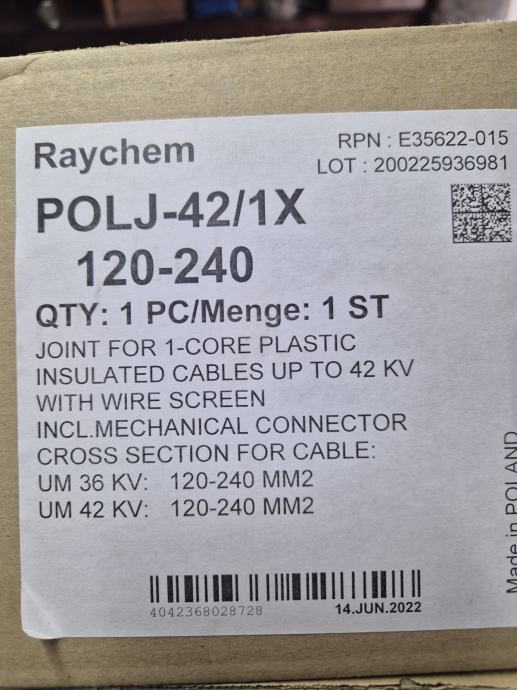 Raychem
RPN : E35622-015
LOT : 200225936981
POLJ-42/1X
120-240
QTY: 1 PC/Menge: 1 ST
JOINT FOR 1-CORE PLASTIC
INSULATED CABLES UP TO 42 KV
WITH WIRE SCREEN
INCL.MECHANICAL CONNECTOR
CROSS SECTION FOR CABLE:
UM 36 KV: 120-240 MM2
UM 42 KV: 120-240 MM2
Made in POLAND
4042368028728
14.JUN.2022